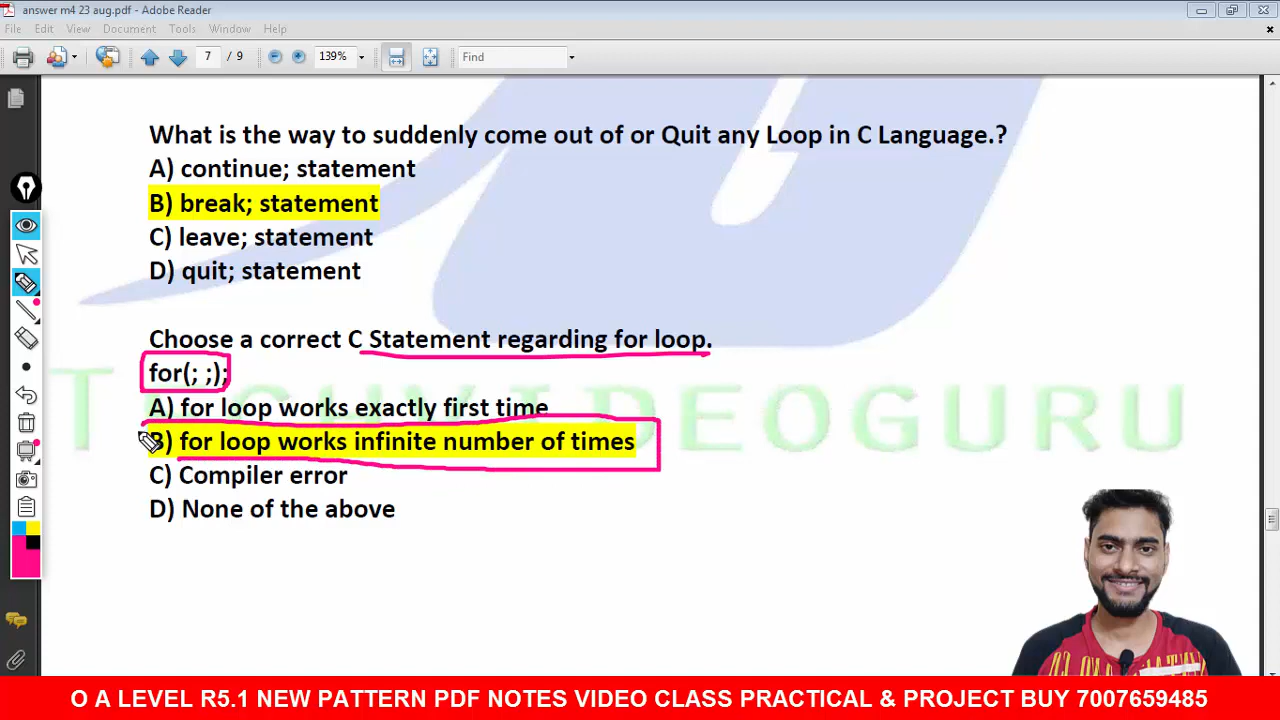 answer m4 23 aug.pdf - Adobe Reader
File Edit View Document Tools Window Help
7 / 9 139% Find
What is the way to suddenly come out of or Quit any Loop in C Language.?
A) continue; statement
B) break; statement
C) leave; statement
D) quit; statement
Choose a correct C Statement regarding for loop.
for(; ;);
A) for loop works exactly first time
B) for loop works infinite number of times
C) Compiler error
D) None of the above
TECHVIDEOGURU
O A LEVEL R5.1 NEW PATTERN PDF NOTES VIDEO CLASS PRACTICAL & PROJECT BUY 7007659485